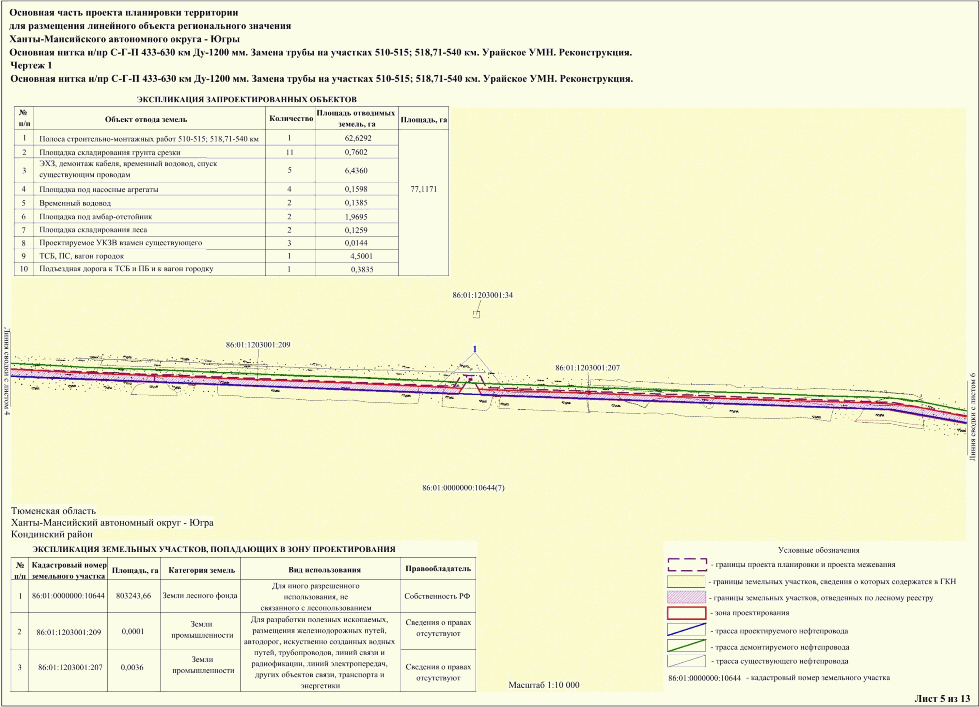 Основная часть проекта планировки территории
для размещения линейного объекта регионального значения
Ханты-Мансийского автономного округа - Югры
Основная нитка н/пр С-Г-П 433-630 км Ду-1200 мм. Замена трубы на участках 510-515; 518,71-540 км. Урайское УМН. Реконструкция.
Чертеж 1
Основная нитка н/пр С-Г-П 433-630 км Ду-1200 мм. Замена трубы на участках 510-515; 518,71-540 км. Урайское УМН. Реконструкция.
ЭКСПЛИКАЦИЯ ЗАПРОЕКТИРОВАННЫХ ОБЪЕКТОВ
№ п/п Объект отвода земель Количество Площадь отводимых земель, га Площадь, га
1 Полоса строительно-монтажных работ 510-515; 518,71-540 км 1 62,6292
2 Площадка складирования грунта срезки 11 0,7602
3 ЭХЗ, демонтаж кабеля, временный водовод, спуск
существующим проводам 5 6,4360
4 Площадка под насосные агрегаты 4 0,1598 77,1171
5 Временный водовод 2 0,1385
6 Площадка под амбар-отстойник 2 1,9695
7 Площадка складирования леса 2 0,1259
8 Проектируемое УКЗВ взамен существующего 3 0,0144
9 ТСБ, ПС, вагон городок 1 4,5001
10 Подъездная дорога к ТСБ и ПБ и к вагон городку 1 0,3835
86:01:1203001:34
86:01:1203001:209
1
86:01:1203001:207
Линия сводки с листом 4
Линия сводки с листом 6
86:01:0000000:10644(7)
Тюменская область
Ханты-Мансийский автономный округ - Югра
Кондинский район
ЭКСПЛИКАЦИЯ ЗЕМЕЛЬНЫХ УЧАСТКОВ, ПОПАДАЮЩИХ В ЗОНУ ПРОЕКТИРОВАНИЯ
№ п/п Кадастровый номер земельного участка Площадь, га Категория земель Вид использования Правообладатель
1 86:01:0000000:10644 803243,66 Земли лесного фонда Для иного разрешенного
использования, не
связанного с лесопользованием Собственность РФ
2 86:01:1203001:209 0,0001 Земли промышленности Для разработки полезных ископаемых,
размещения железнодорожных путей,
автодорог, искуственно созданных водных
путей, трубопроводов, линий связи и
радиофикации, линий электропередач,
других объектов связи, транспорта и
энергетики Сведения о правах отсутствуют
3 86:01:1203001:207 0,0036 Земли промышленности Сведения о правах отсутствуют
Условные обозначения
- границы проекта планировки и проекта межевания
- границы земельных участков, сведения о которых содержатся в ГКН
- границы земельных участков, отведенных по лесному реестру
- зона проектирования
- трасса проектируемого нефтепровода
- трасса демонтируемого нефтепровода
- трасса существующего нефтепровода
86:01:0000000:10644 - кадастровый номер земельного участка
Масштаб 1:10 000
Лист 5 из 13